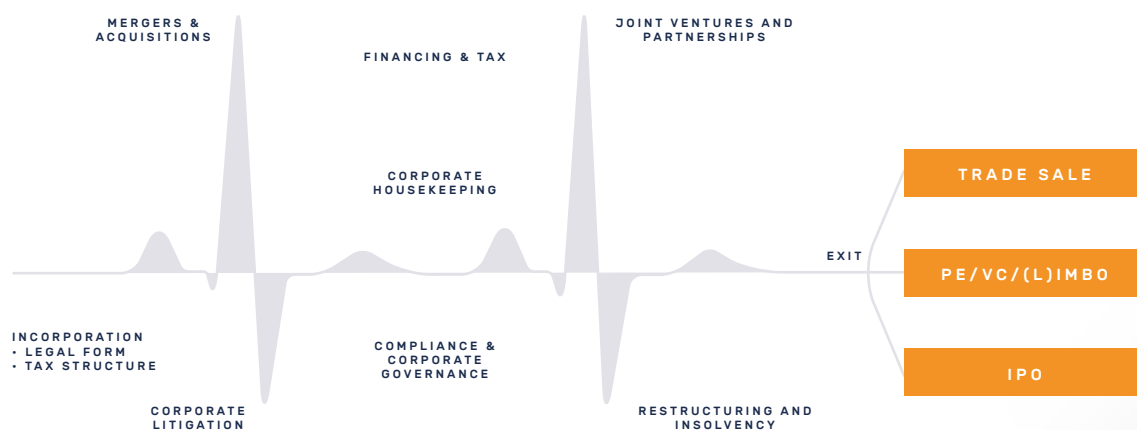 MERGERS &
ACQUISITIONS
JOINT VENTURES AND
PARTNERSHIPS
FINANCING & TAX
CORPORATE
HOUSEKEEPING
TRADE SALE
EXIT
PE/VC/(L)IMBO
INCORPORATION
• LEGAL FORM
• TAX STRUCTURE
COMPLIANCE &
CORPORATE
GOVERNANCE
IPO
CORPORATE
LITIGATION
RESTRUCTURING AND
INSOLVENCY